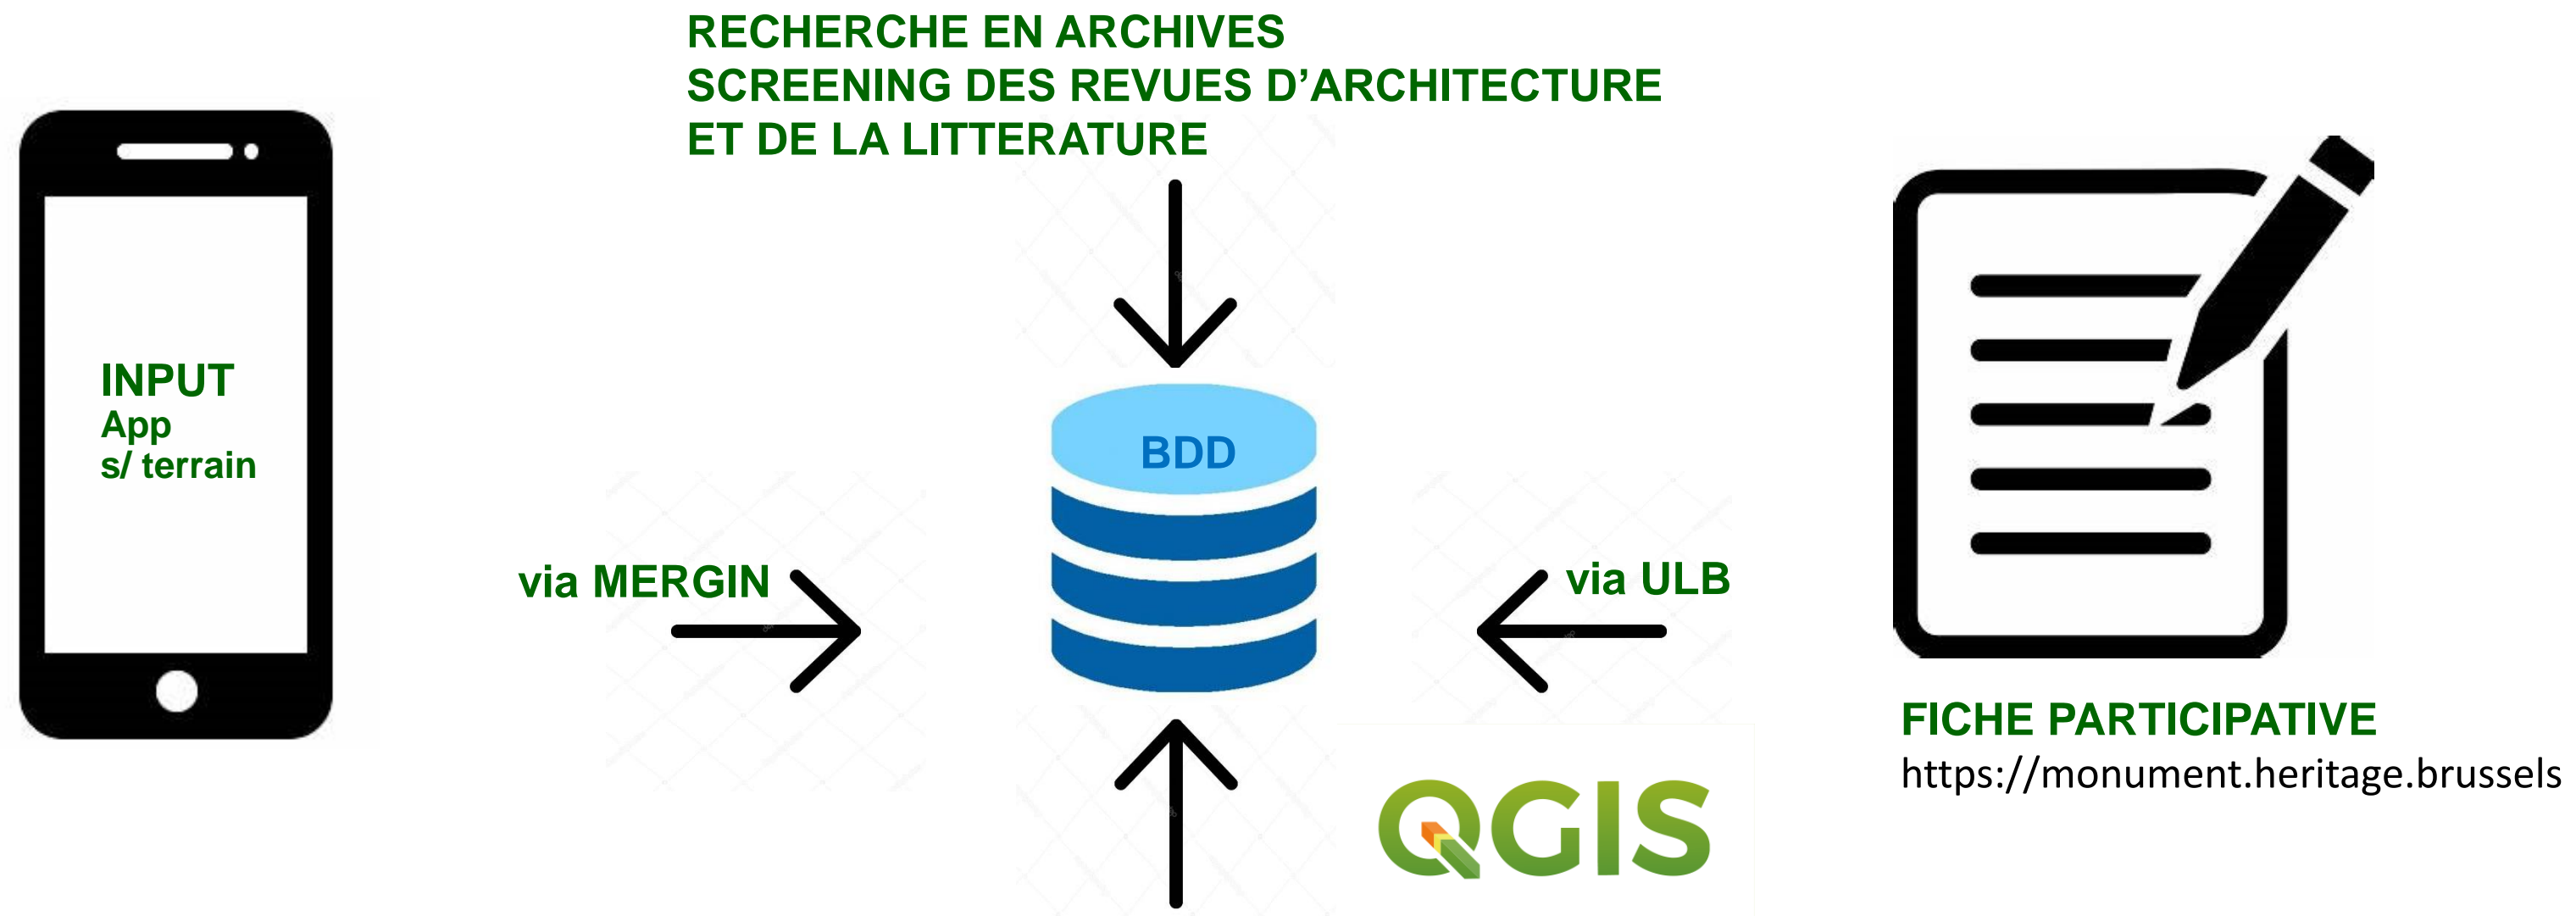 RECHERCHE EN ARCHIVES
SCREENING DES REVUES D'ARCHITECTURE
ET DE LA LITTERATURE
INPUT
App
s/ terrain
BDD
via MERGIN
via ULB
QGIS
FICHE PARTICIPATIVE
https://monument.heritage.brussels